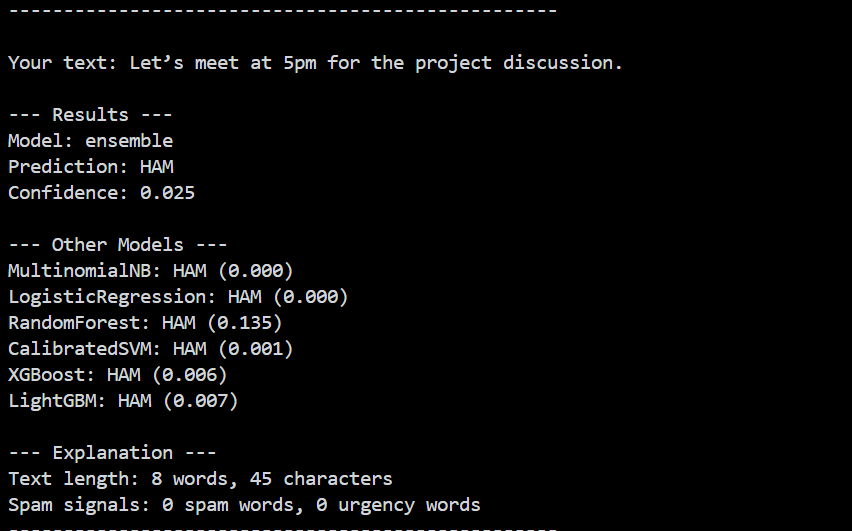 --------------------------------------------------
Your text: Let’s meet at 5pm for the project discussion.
--- Results ---
Model: ensemble
Prediction: HAM
Confidence: 0.025
--- Other Models ---
MultinomialNB: HAM (0.000)
LogisticRegression: HAM (0.000)
RandomForest: HAM (0.135)
CalibratedSVM: HAM (0.001)
XGBoost: HAM (0.006)
LightGBM: HAM (0.007)
--- Explanation ---
Text length: 8 words, 45 characters
Spam signals: 0 spam words, 0 urgency words
--------------------------------------------------